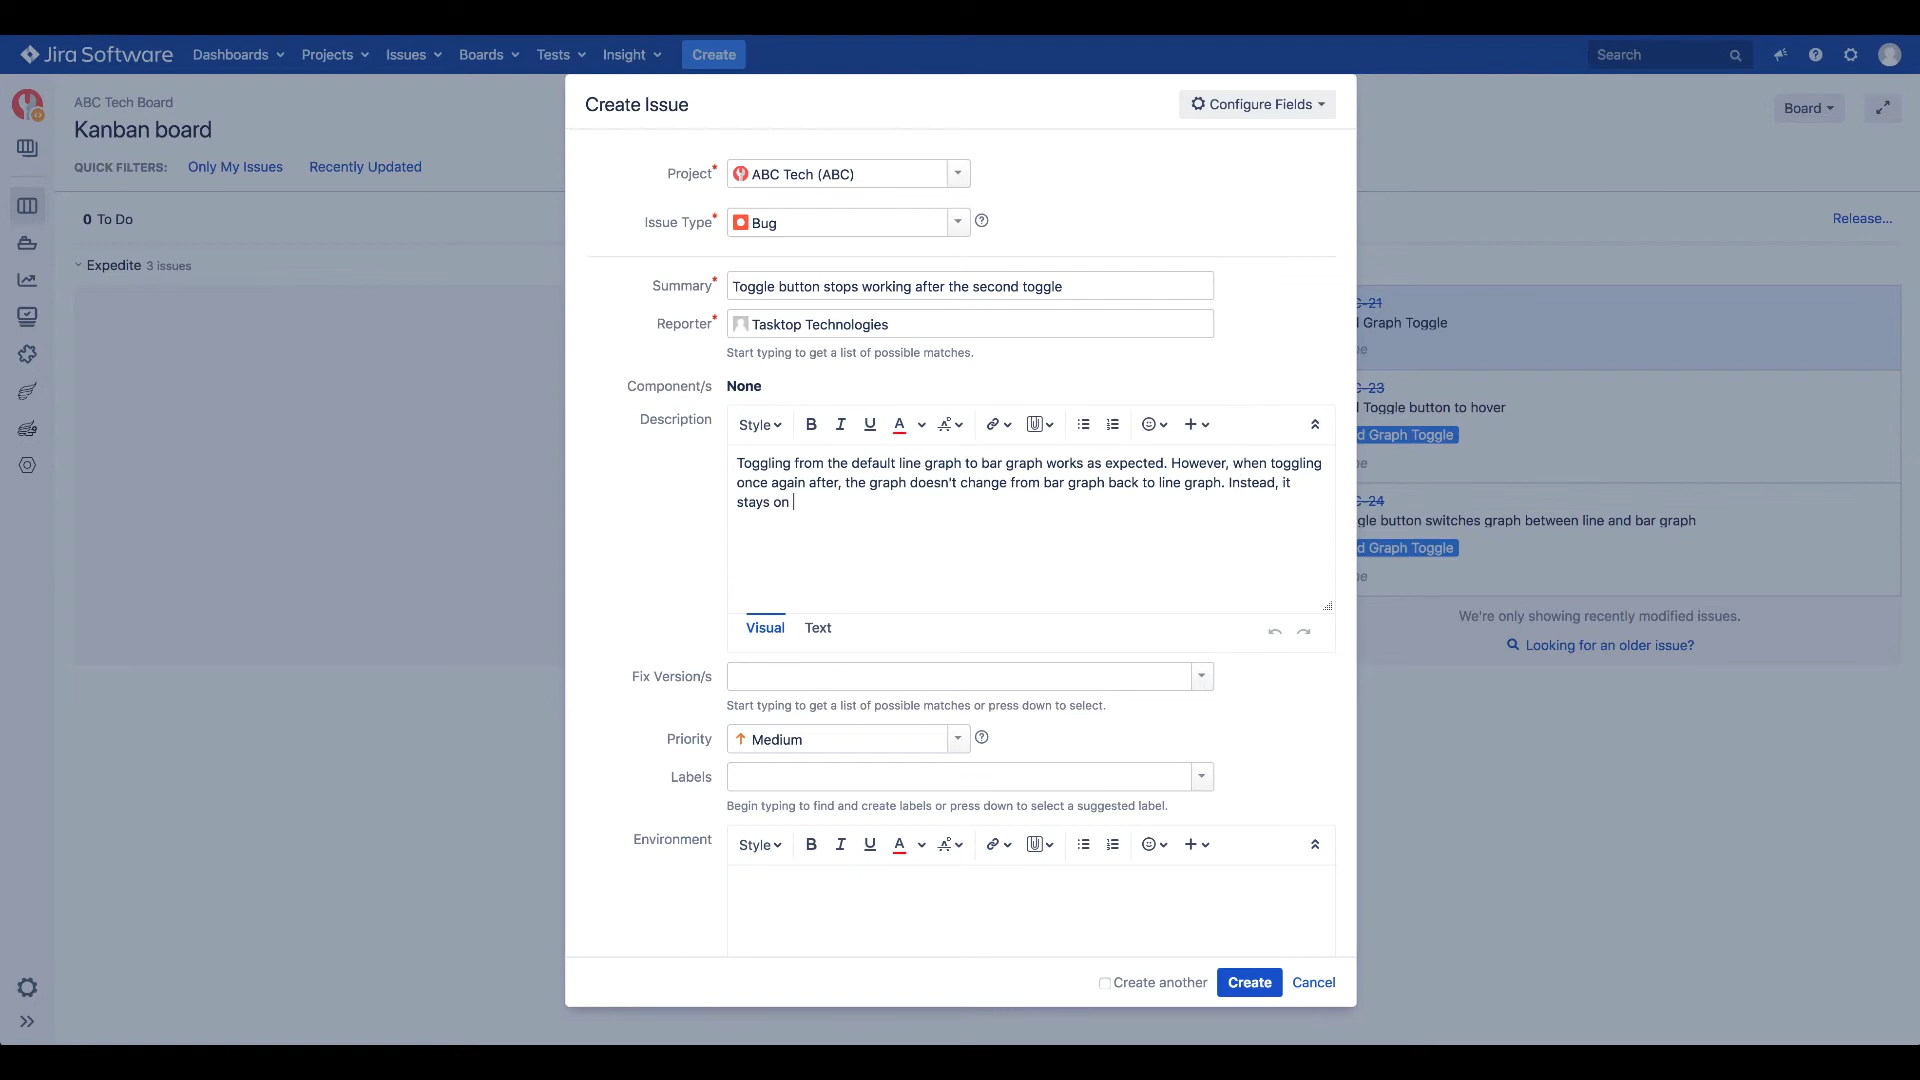 Jira Software Dashboards Projects Issues Boards Tests Insight Create Search
ABC Tech Board
Kanban board
Board
QUICK FILTERS: Only My Issues Recently Updated
0 To Do
Release...
Expedite 3 issues
Create Issue
Configure Fields
Project* ABC Tech (ABC)
Issue Type* Bug
Summary* Toggle button stops working after the second toggle
Reporter* Tasktop Technologies
Start typing to get a list of possible matches.
Component/s None
Description
Style B I U A
Toggling from the default line graph to bar graph works as expected. However, when toggling
once again after, the graph doesn't change from bar graph back to line graph. Instead, it
stays on
Visual Text
Fix Version/s
Start typing to get a list of possible matches or press down to select.
Priority Medium
Labels
Begin typing to find and create labels or press down to select a suggested label.
Environment
Style B I U A
Create another Create Cancel
C-21
Graph Toggle
C-23
Toggle button to hover
d Graph Toggle
C-24
gle button switches graph between line and bar graph
d Graph Toggle
We're only showing recently modified issues.
Looking for an older issue?